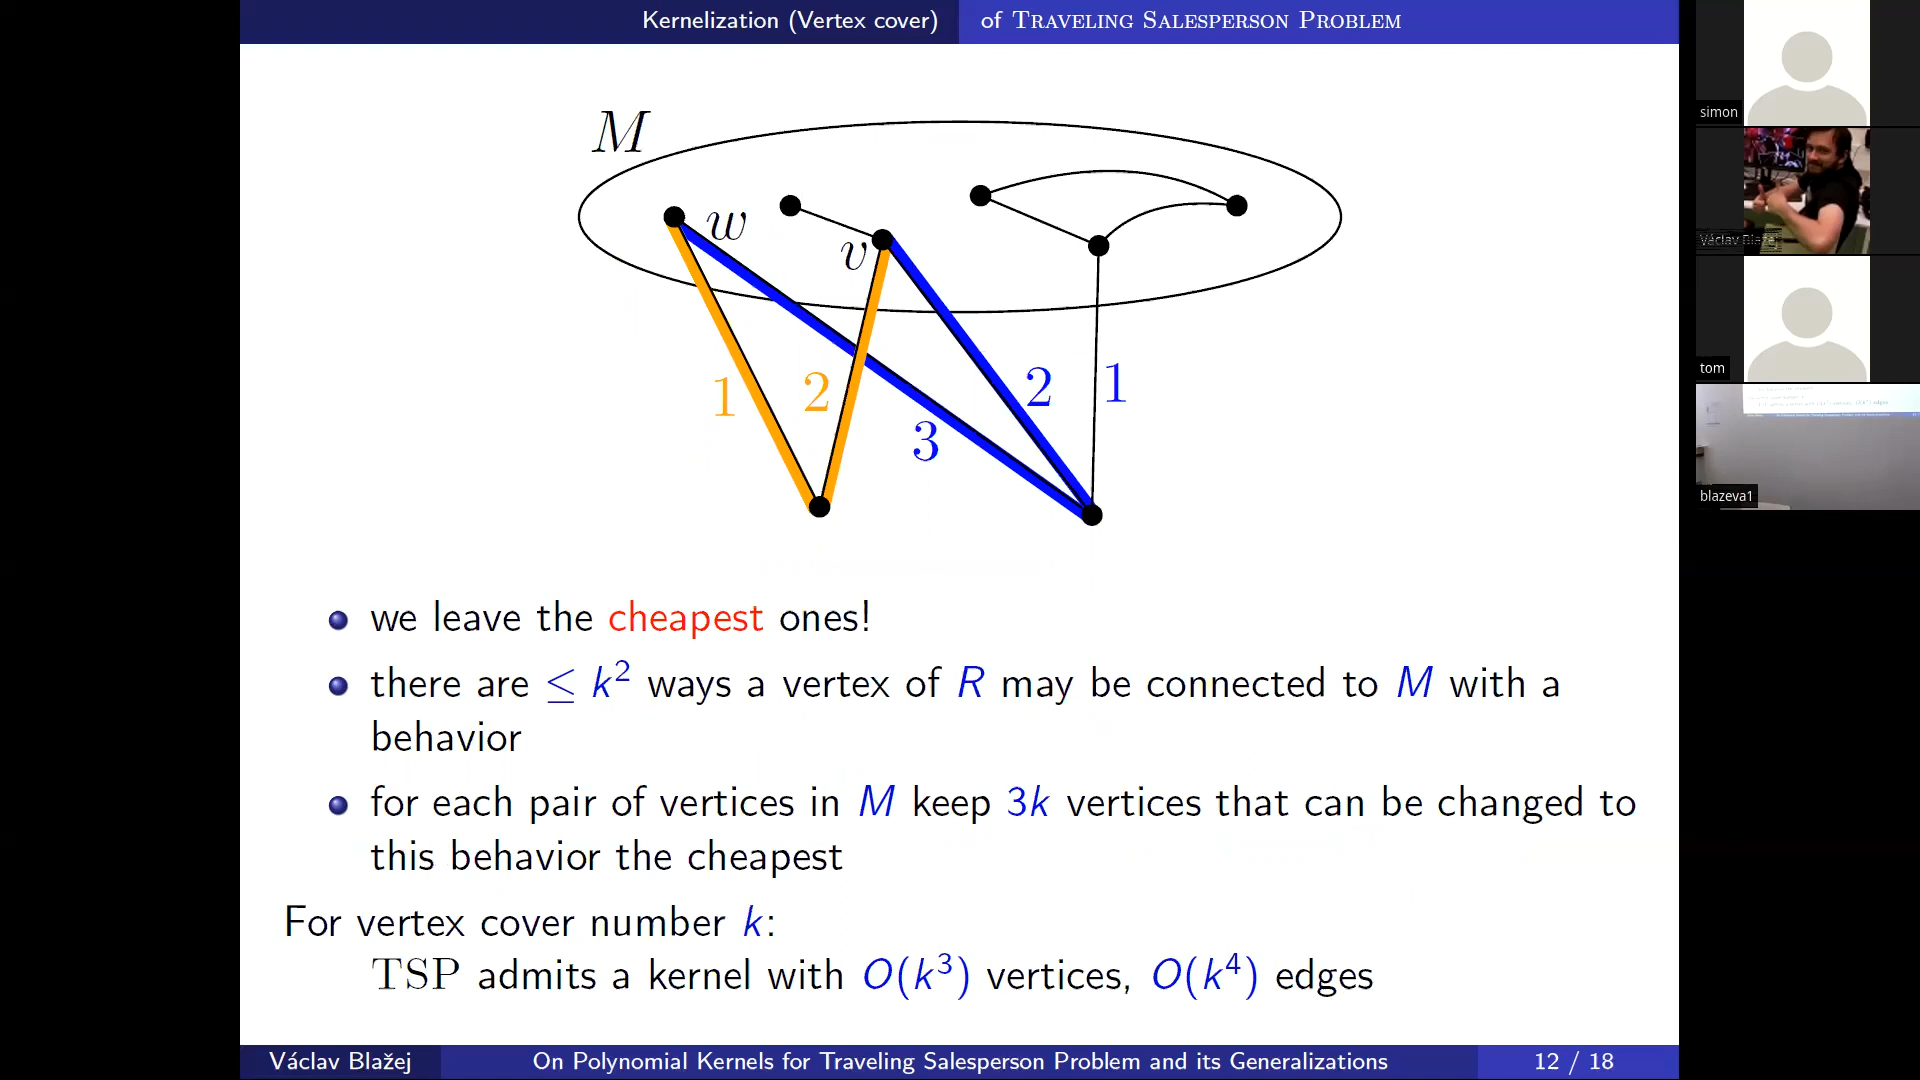 Kernelization (Vertex cover) of TRAVELING SALESPERSON PROBLEM
M
w
v
1 2 3 2 1
we leave the cheapest ones!
there are ≤ k² ways a vertex of R may be connected to M with a
behavior
for each pair of vertices in M keep 3k vertices that can be changed to
this behavior the cheapest
For vertex cover number k:
TSP admits a kernel with O(k³) vertices, O(k⁴) edges
Václav Blažej On Polynomial Kernels for Traveling Salesperson Problem and its Generalizations 12 / 18
simon
Václav Blažej
tom
blazeva1